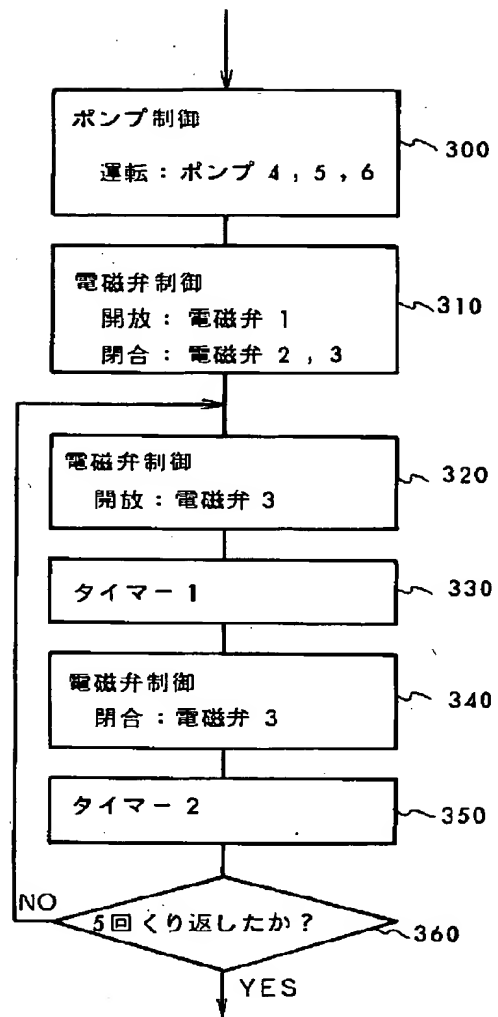 ポンプ制御
運転：ポンプ 4，5，6
300
電磁弁制御
開放：電磁弁 1
閉合：電磁弁 2，3
310
電磁弁制御
開放：電磁弁 3
320
タイマー 1
330
電磁弁制御
閉合：電磁弁 3
340
タイマー 2
350
5回くり返したか？
360
NO
YES